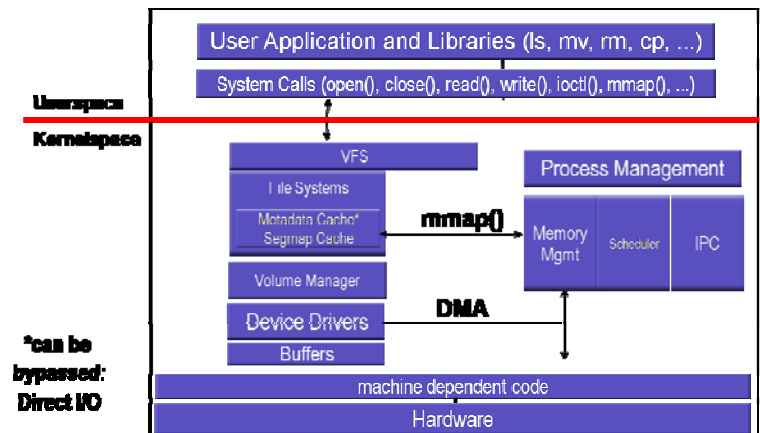 User Application and Libraries (ls, mv, rm, cp, ...)
System Calls (open(), close(), read(), write(), ioctl(), mmap(), ...)
Userspace
Kernelspace
VFS
Process Management
File Systems
Metadata Cache*
Segmap Cache
mmap()
Memory
Mgmt
Scheduler
IPC
Volume Manager
Device Drivers
DMA
Buffers
*can be
bypassed:
Direct I/O
machine dependent code
Hardware